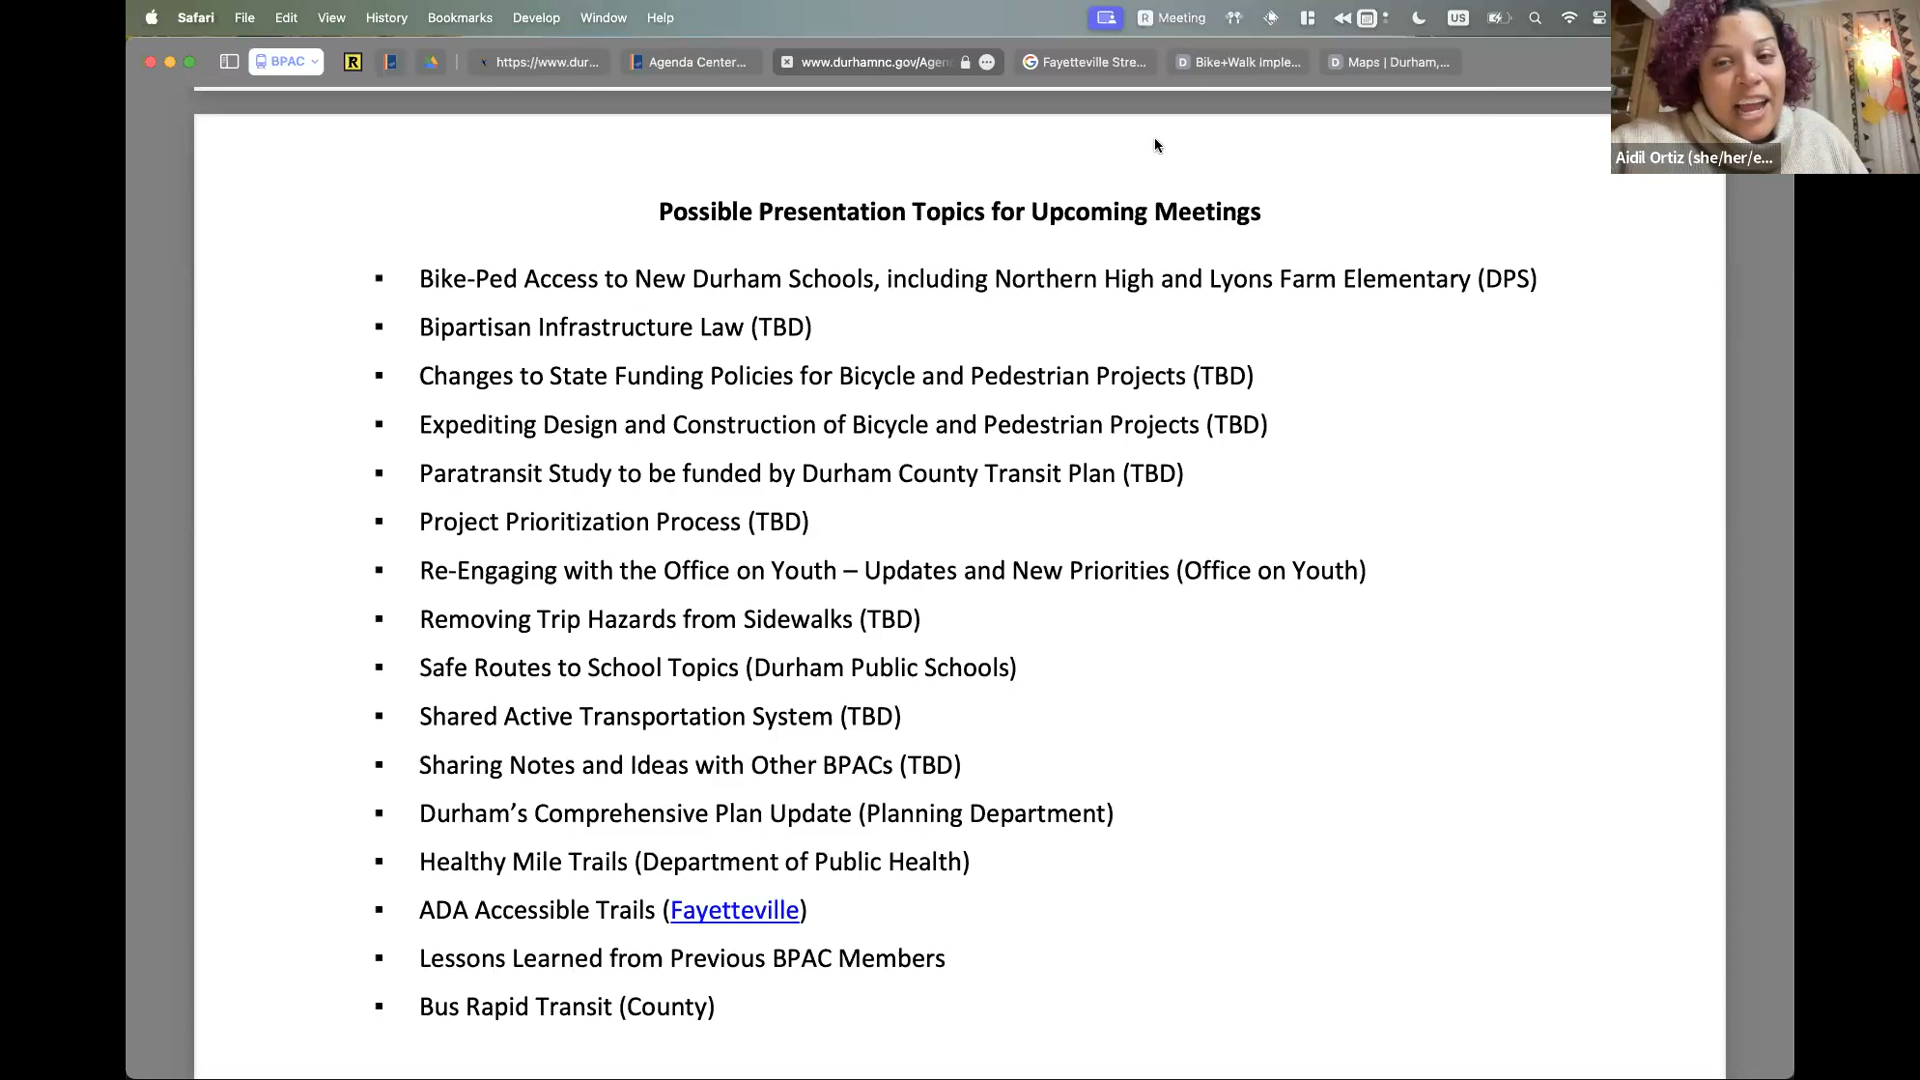 Safari File Edit View History Bookmarks Develop Window Help Meeting US
BPAC https://www.dur... Agenda Center... www.durhamnc.gov/Agen Fayetteville Stre... Bike+Walk imple... Maps | Durham,...
Aidil Ortiz (she/her/e...
Possible Presentation Topics for Upcoming Meetings
▪ Bike-Ped Access to New Durham Schools, including Northern High and Lyons Farm Elementary (DPS)
▪ Bipartisan Infrastructure Law (TBD)
▪ Changes to State Funding Policies for Bicycle and Pedestrian Projects (TBD)
▪ Expediting Design and Construction of Bicycle and Pedestrian Projects (TBD)
▪ Paratransit Study to be funded by Durham County Transit Plan (TBD)
▪ Project Prioritization Process (TBD)
▪ Re-Engaging with the Office on Youth – Updates and New Priorities (Office on Youth)
▪ Removing Trip Hazards from Sidewalks (TBD)
▪ Safe Routes to School Topics (Durham Public Schools)
▪ Shared Active Transportation System (TBD)
▪ Sharing Notes and Ideas with Other BPACs (TBD)
▪ Durham’s Comprehensive Plan Update (Planning Department)
▪ Healthy Mile Trails (Department of Public Health)
▪ ADA Accessible Trails (Fayetteville)
▪ Lessons Learned from Previous BPAC Members
▪ Bus Rapid Transit (County)